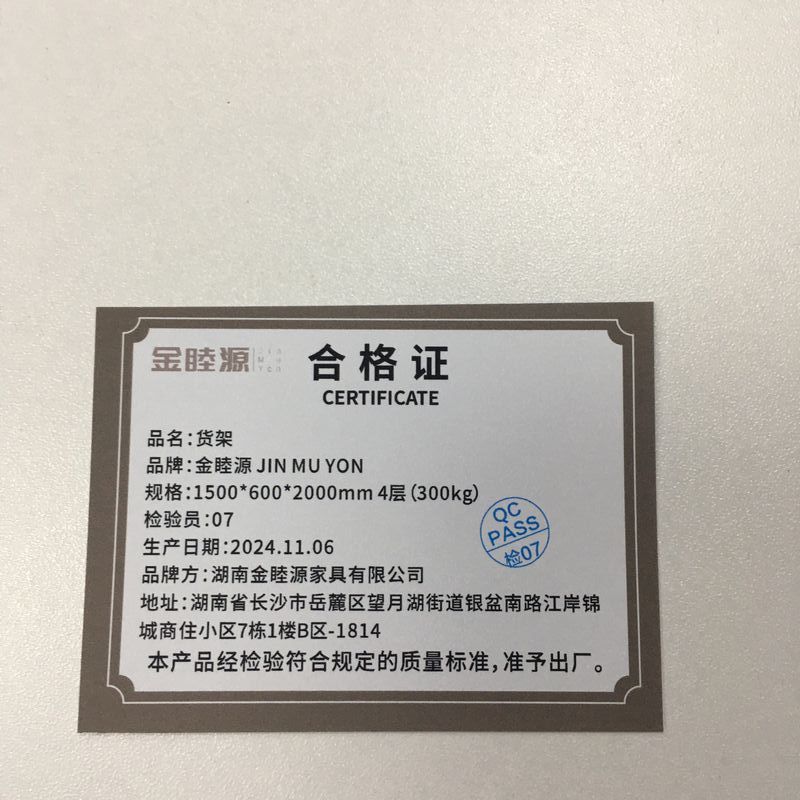 金睦源 Jin Mu Yon
合格证
CERTIFICATE
品名：货架
品牌：金睦源 JIN MU YON
规格：1500*600*2000mm 4层（300kg）
检验员：07
生产日期：2024.11.06
品牌方：湖南金睦源家具有限公司
地址：湖南省长沙市岳麓区望月湖街道银盆南路江岸锦
城商住小区7栋1楼B区-1814
本产品经检验符合规定的质量标准，准予出厂。
QC
PASS
检07